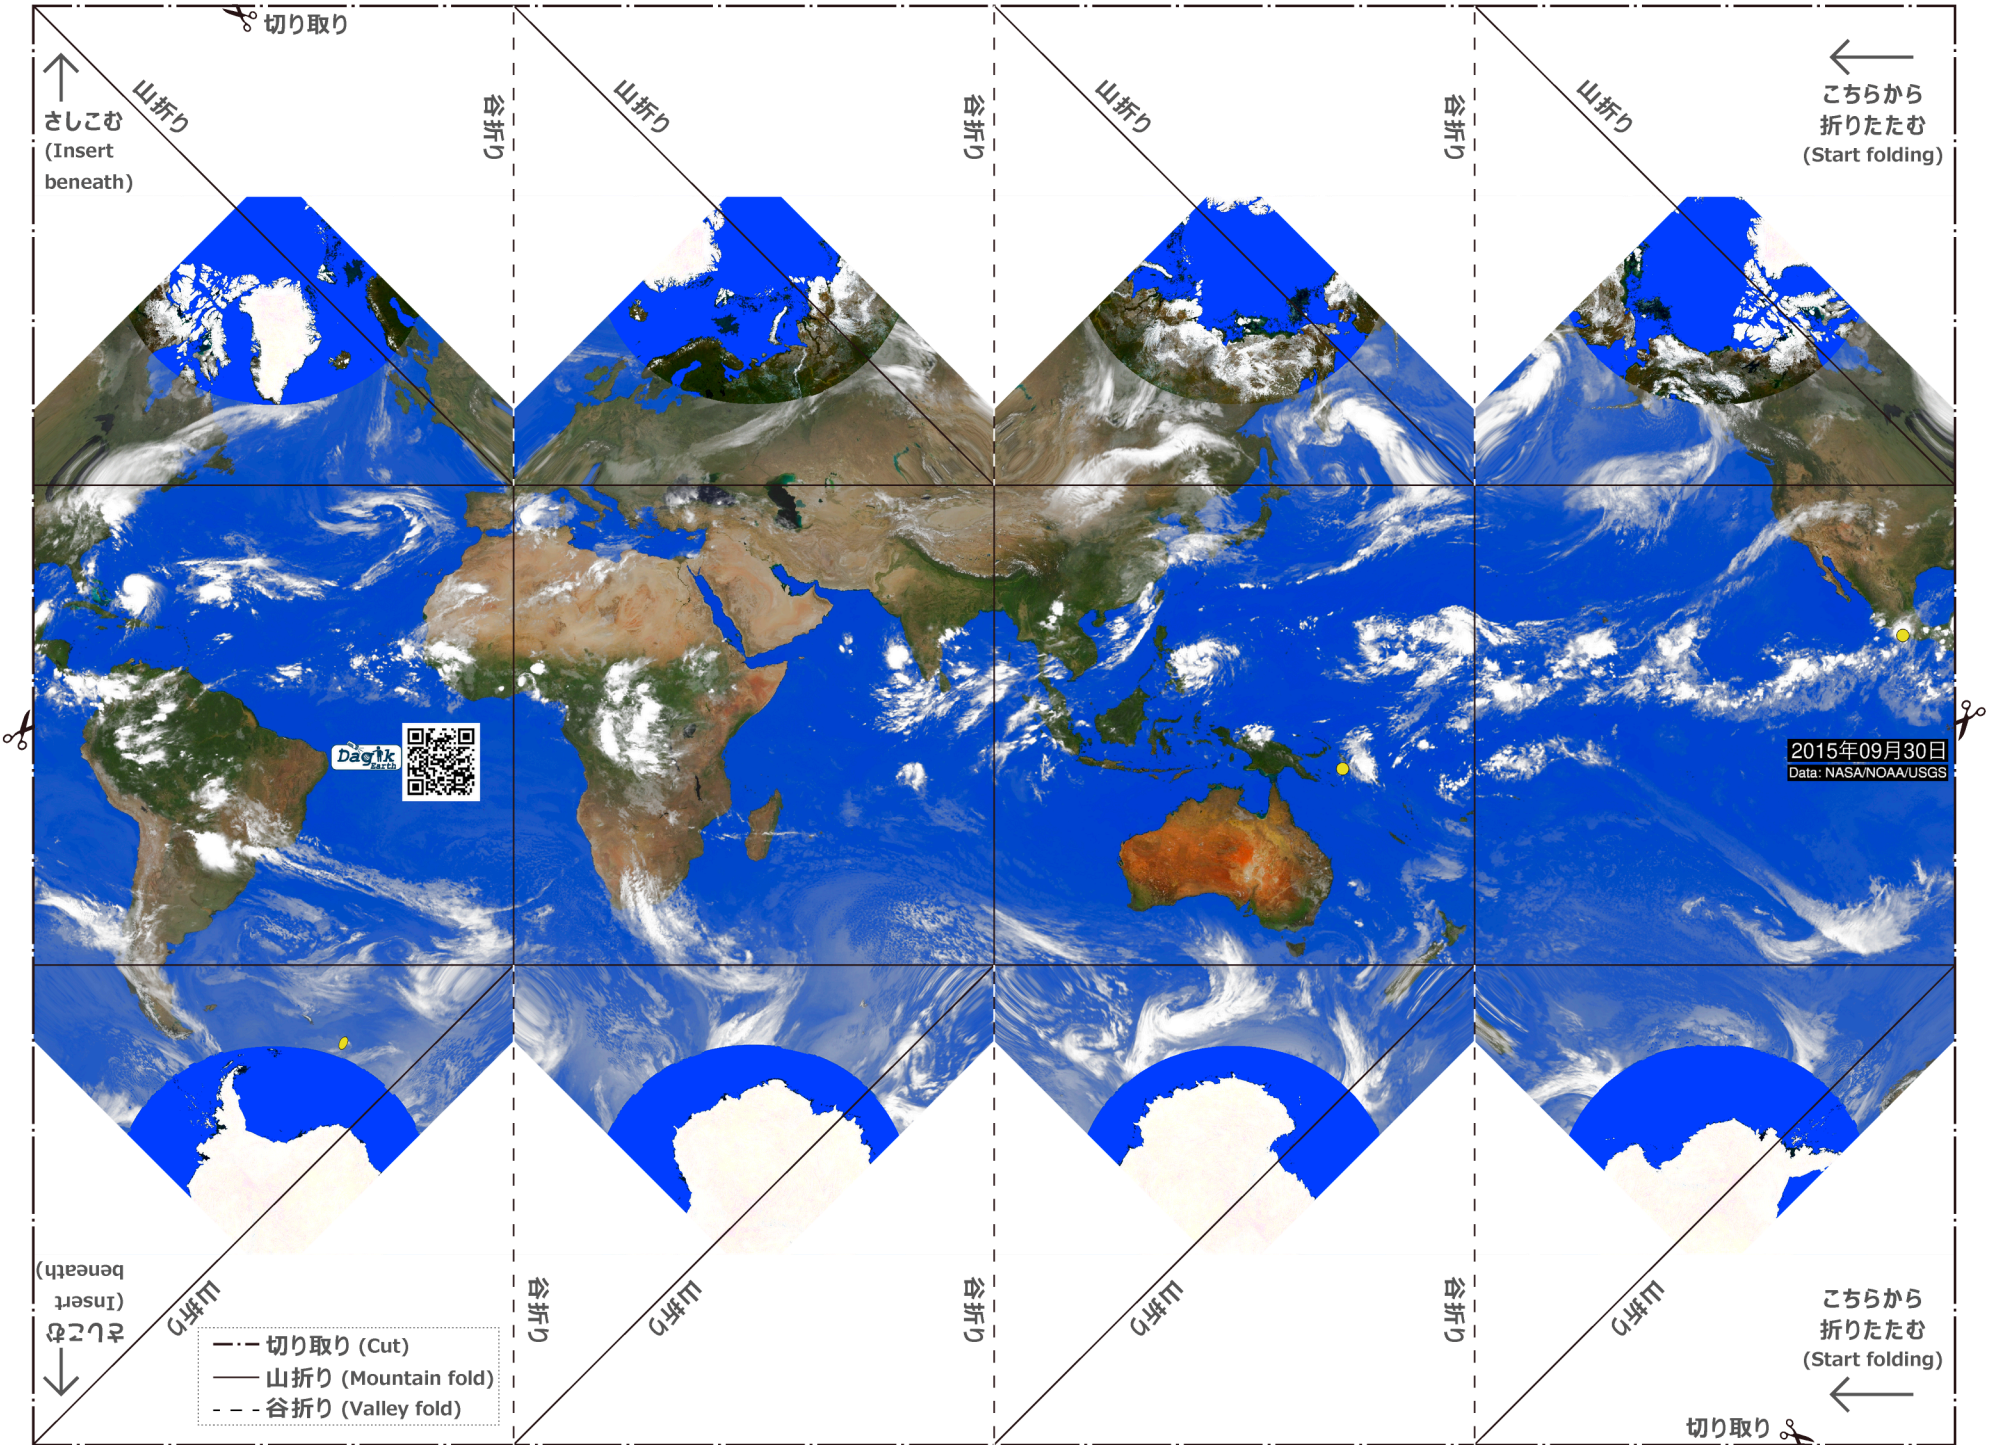 切り取り
さしこむ
(Insert
beneath)
山折り
谷折り
山折り
谷折り
山折り
谷折り
山折り
こちらから
折りたたむ
(Start folding)
Dagik
Earth
2015年09月30日
Data: NASA/NOAA/USGS
さしこむ
(Insert
beneath)
山折り
谷折り
山折り
谷折り
山折り
谷折り
山折り
こちらから
折りたたむ
(Start folding)
切り取り (Cut)
山折り (Mountain fold)
谷折り (Valley fold)
切り取り